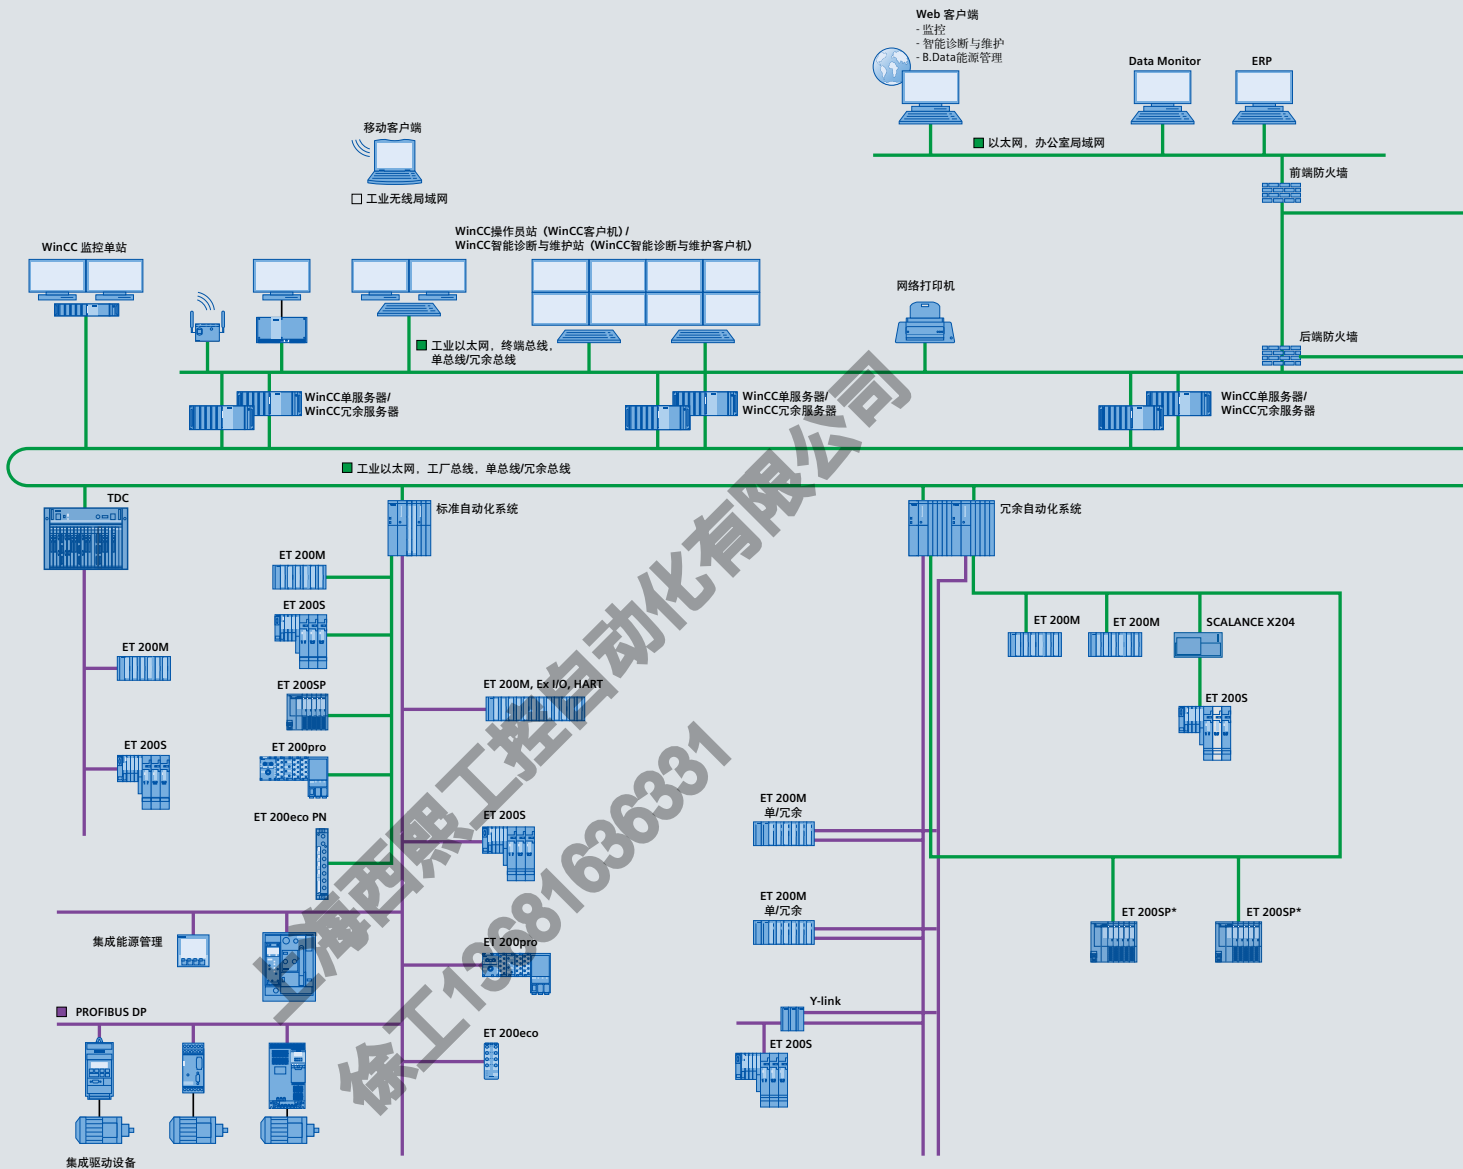 Web 客户端
- 监控
- 智能诊断与维护
- B.Data能源管理
Data Monitor
ERP
以太网，办公室局域网
前端防火墙
移动客户端
工业无线局域网
WinCC 监控单站
WinCC操作员站（WinCC客户机）/
WinCC智能诊断与维护站（WinCC智能诊断与维护客户机）
网络打印机
后端防火墙
工业以太网，终端总线，
单总线/冗余总线
WinCC单服务器/
WinCC冗余服务器
WinCC单服务器/
WinCC冗余服务器
WinCC单服务器/
WinCC冗余服务器
工业以太网，工厂总线，单总线/冗余总线
TDC
标准自动化系统
冗余自动化系统
ET 200M
ET 200S
ET 200M
ET 200M
SCALANCE X204
ET 200M
ET 200SP
ET 200M, Ex I/O, HART
ET 200S
ET 200S
ET 200pro
ET 200M
单/冗余
ET 200eco PN
ET 200S
ET 200M
单/冗余
ET 200SP*
ET 200SP*
集成能源管理
ET 200pro
PROFIBUS DP
Y-link
ET 200eco
ET 200S
集成驱动设备
上海西熙工控自动化有限公司
徐工13681636331